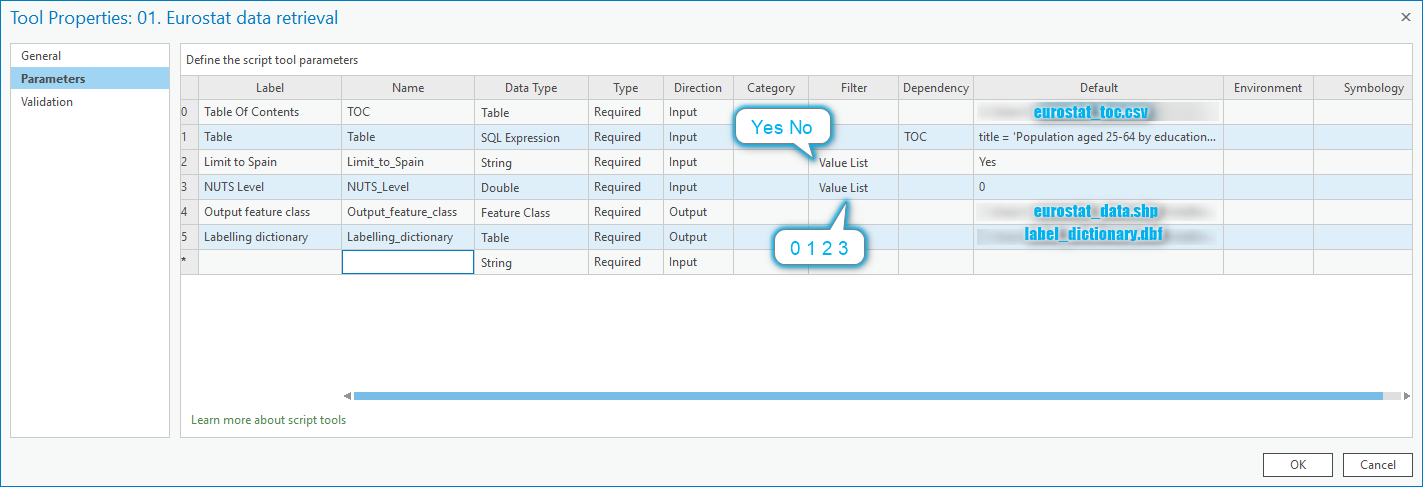 Tool Properties: 01. Eurostat data retrieval
General
Parameters
Validation
Define the script tool parameters
Label Name Data Type Type Direction Category Filter Dependency Default Environment Symbology
0 Table Of Contents TOC Table Required Input eurostat_toc.csv
Yes No
1 Table Table SQL Expression Required Input TOC title = 'Population aged 25-64 by education...
2 Limit to Spain Limit_to_Spain String Required Input Value List Yes
3 NUTS Level NUTS_Level Double Required Input Value List 0
4 Output feature class Output_feature_class Feature Class Required Output eurostat_data.shp
5 Labelling dictionary Labelling_dictionary Table Required Output label_dictionary.dbf
0 1 2 3
* String Required Input
Learn more about script tools
OK Cancel